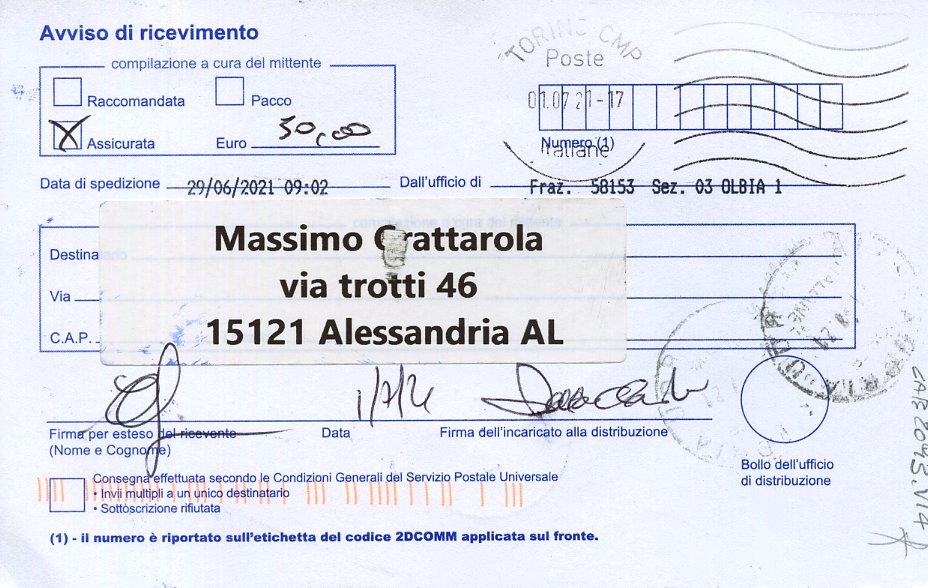 Avviso di ricevimento
compilazione a cura del mittente
Raccomandata Pacco
X Assicurata Euro 50,00
TORINO CMP
Poste
01.07 21-17
Numero (1)
Italiane
Data di spedizione 29/06/2021 09:02 Dall'ufficio di Fraz. 58153 Sez. 03 OLBIA 1
compilazione a cura del mittente
Destina
Via
C.A.P.
Massimo Grattarola
via trotti 46
15121 Alessandria AL
1/7/21
Firma per esteso del ricevente Data Firma dell'incaricato alla distribuzione
(Nome e Cognome)
Bollo dell'ufficio
di distribuzione
Consegna effettuata secondo le Condizioni Generali del Servizio Postale Universale
• Invii multipli a un unico destinatario
• Sottoscrizione rifiutata
(1) - il numero è riportato sull'etichetta del codice 2DCOMM applicata sul fronte.